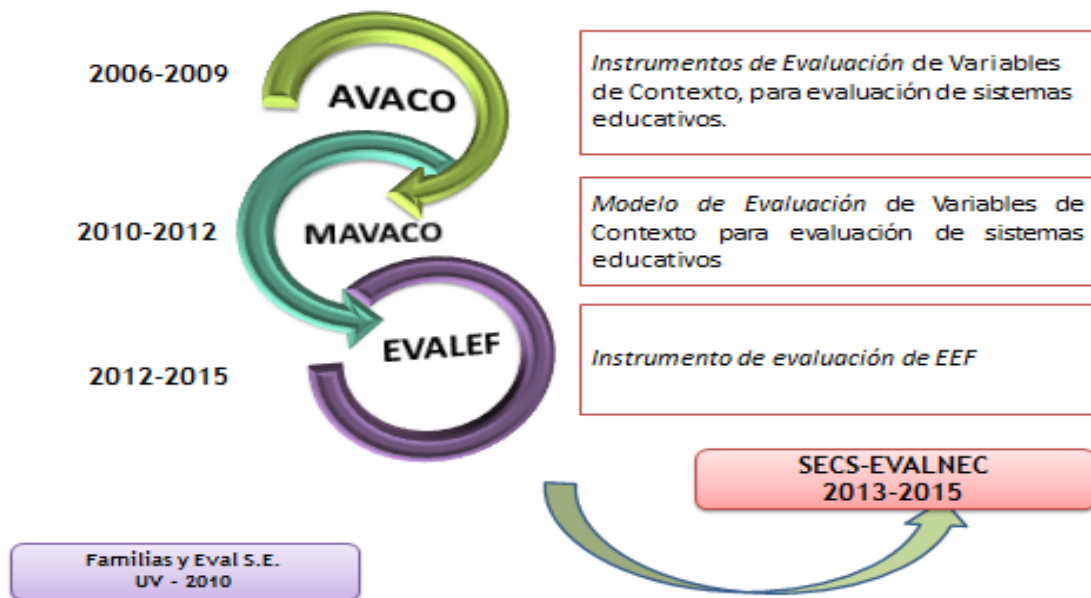 2006-2009
AVACO
Instrumentos de Evaluación de Variables
de Contexto, para evaluación de sistemas
educativos.
2010-2012
MAVACO
Modelo de Evaluación de Variables de
Contexto para evaluación de sistemas
educativos
EVALEF
2012-2015
Instrumento de evaluación de EEF
SECS-EVALNEC
2013-2015
Familias y Eval S.E.
UV - 2010